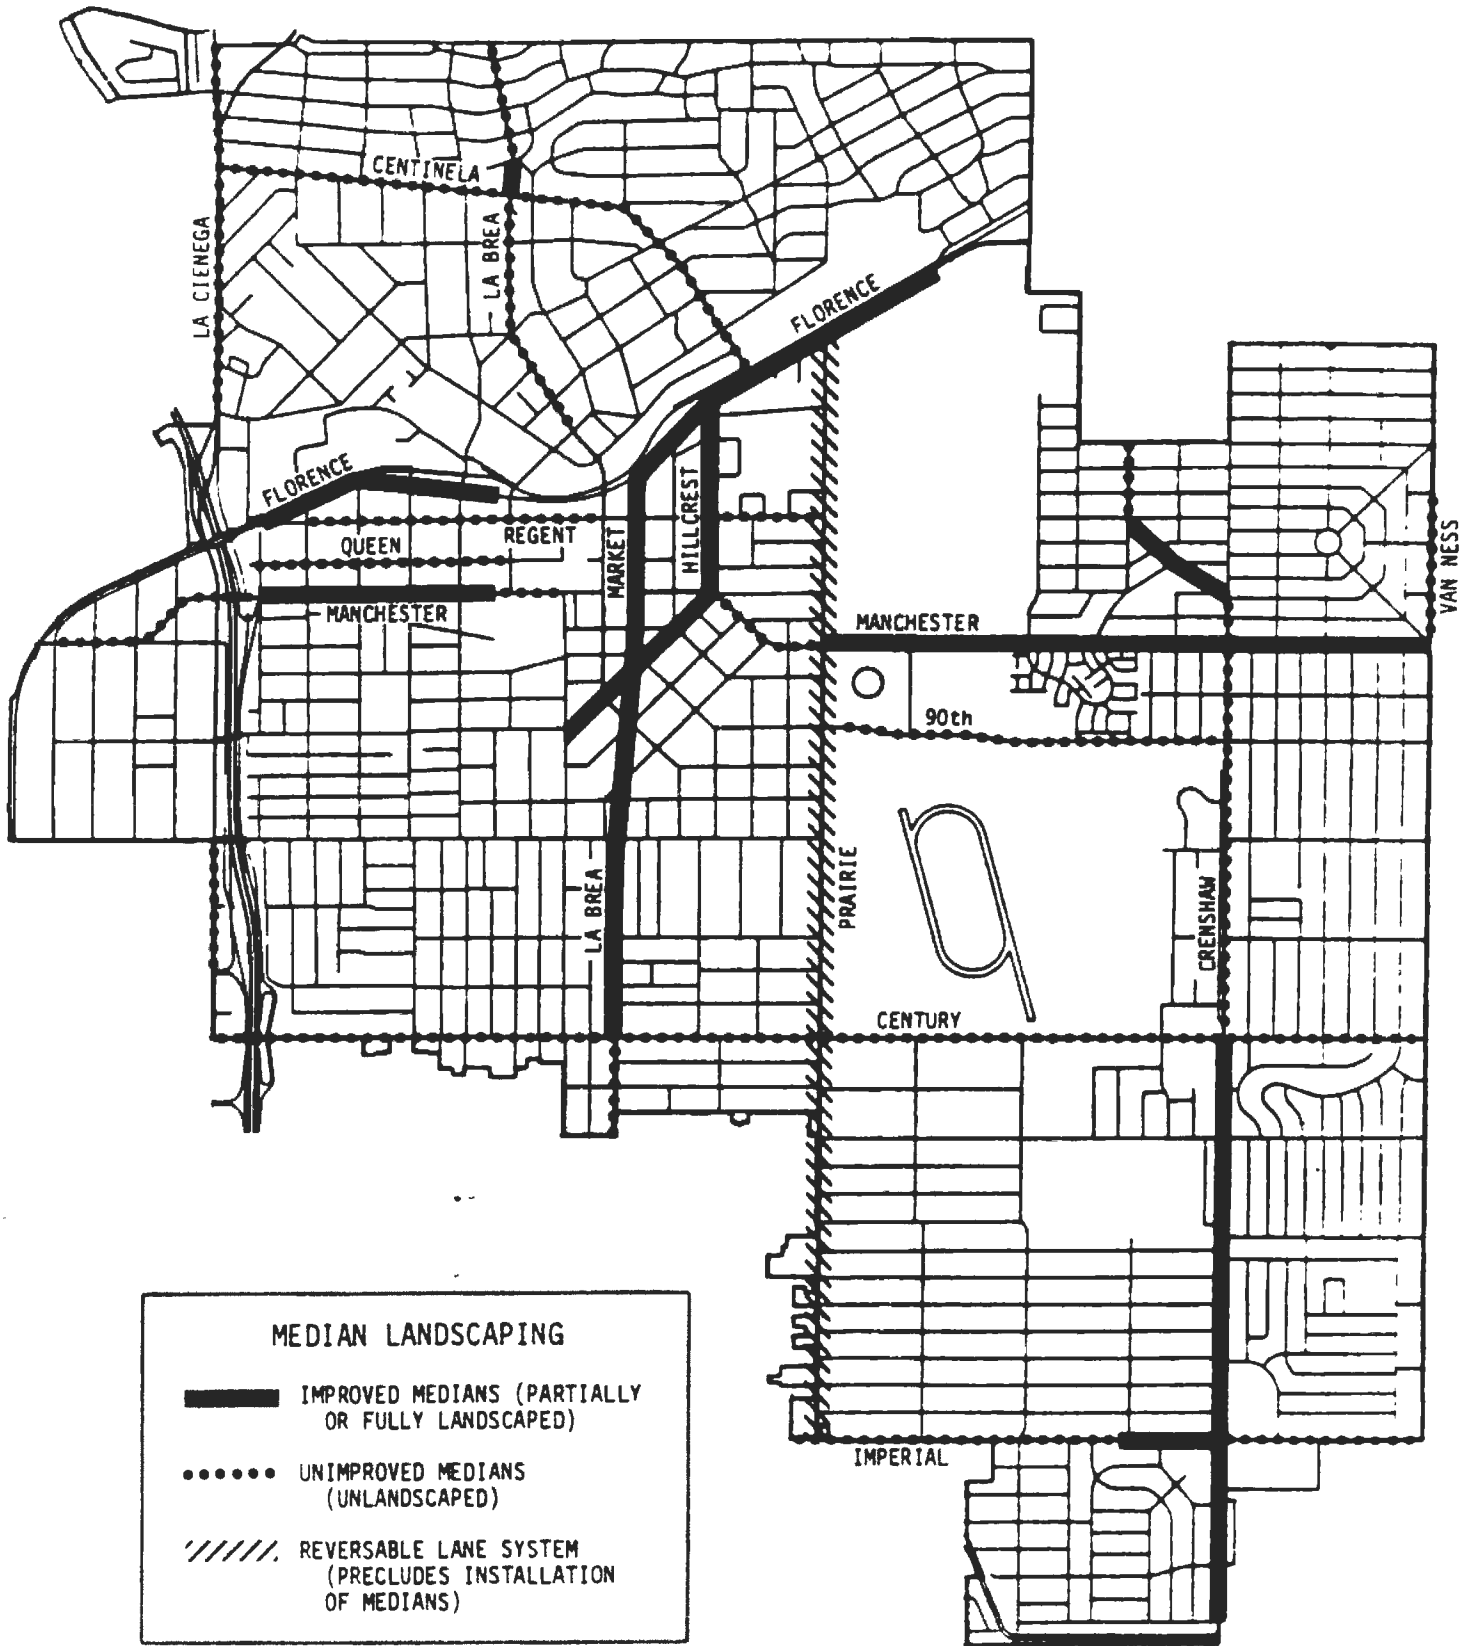 CENTINELA
LA CIENEGA
LA BREA
FLORENCE
FLORENCE
QUEEN
REGENT
MARKET
HILLCREST
VAN NESS
MANCHESTER
MANCHESTER
90th
PRAIRIE
LA BREA
CRENSHAW
CENTURY
IMPERIAL
MEDIAN LANDSCAPING
IMPROVED MEDIANS (PARTIALLY
OR FULLY LANDSCAPED)
UNIMPROVED MEDIANS
(UNLANDSCAPED)
REVERSABLE LANE SYSTEM
(PRECLUDES INSTALLATION
OF MEDIANS)